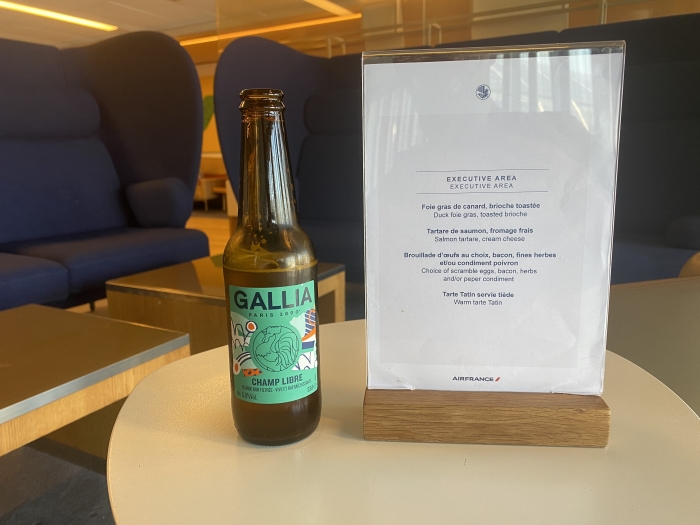 GALLIA
PARIS 1890
CHAMP LIBRE
EXECUTIVE AREA
EXECUTIVE AREA
Foie gras de canard, brioche toastée
Duck foie gras, toasted brioche
Tartare de saumon, fromage frais
Salmon tartare, cream cheese
Brouillade d'œufs au choix, bacon, fines herbes
et/ou condiment poivron
Choice of scramble eggs, bacon, herbs
and/or peper condiment
Tarte Tatin servie tiède
Warm tarte Tatin
AIRFRANCE